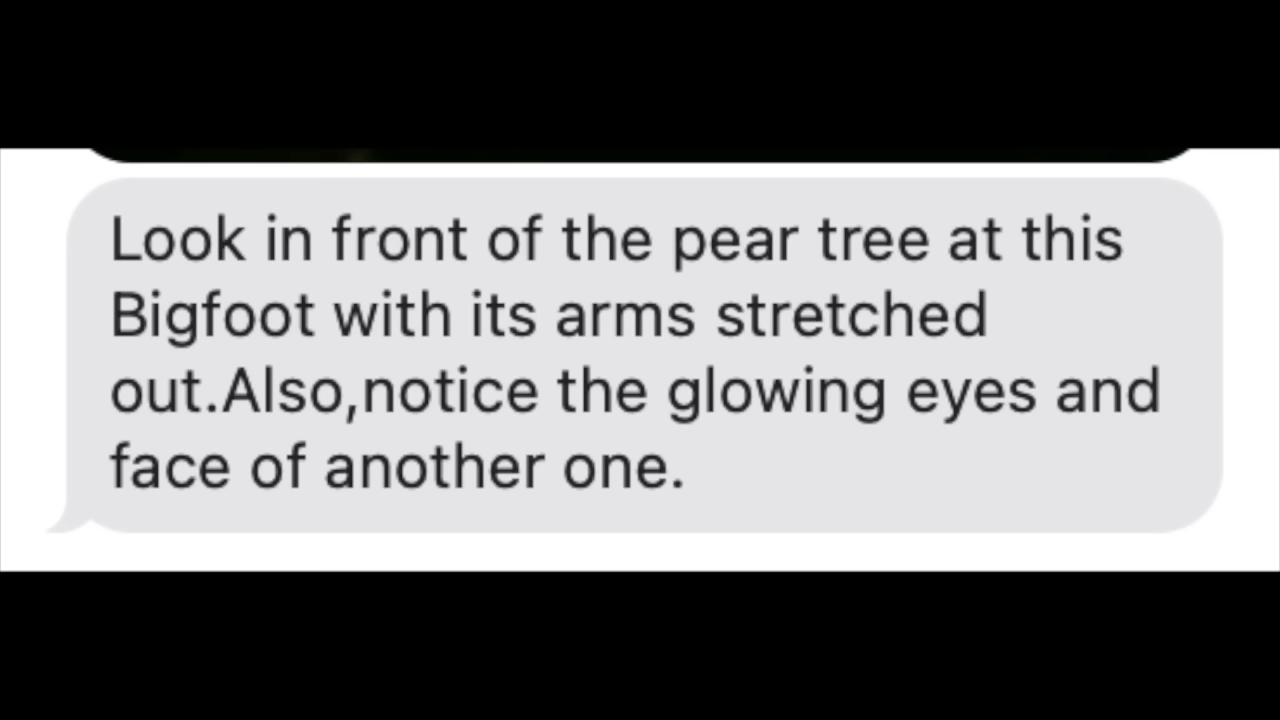 Look in front of the pear tree at this
Bigfoot with its arms stretched
out.Also,notice the glowing eyes and
face of another one.